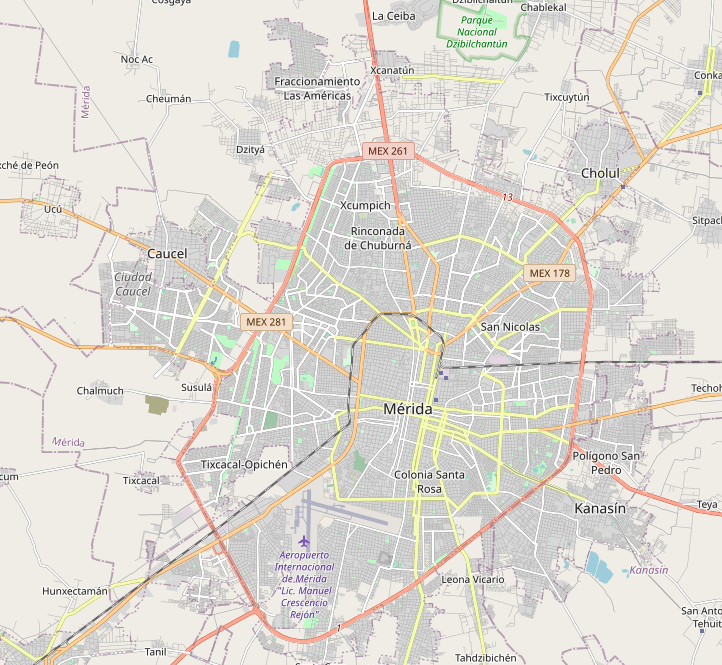 Cosgaya
La Ceiba
Dzibilchaltún
Chablekal
Parque
Nacional
Dzibilchantún
Noc Ac
Xcanatún
Conka
Fraccionamiento
Las Américas
Mérida
Cheumán
Tixcuytún
Dzityá
MEX 261
xché de Peón
Cholul
13
Ucú
Xcumpich
Sitpach
Rinconada
de Chuburná
Caucel
Ciudad
Caucel
MEX 178
MEX 281
San Nicolas
Susulá
Chalmuch
Techoh
Mérida
Mérida
Tixcacal-Opichén
Polígono San
Pedro
Colonia Santa
Rosa
cum
Tixcacal
Teya
Kanasín
Aeropuerto
Internacional
de Mérida
"Lic. Manuel
Crescencio
Rejón"
Kanasín
Leona Vicario
Hunxectamán
San Anto
Tehuit
1
Tanil
Tahdzibichén